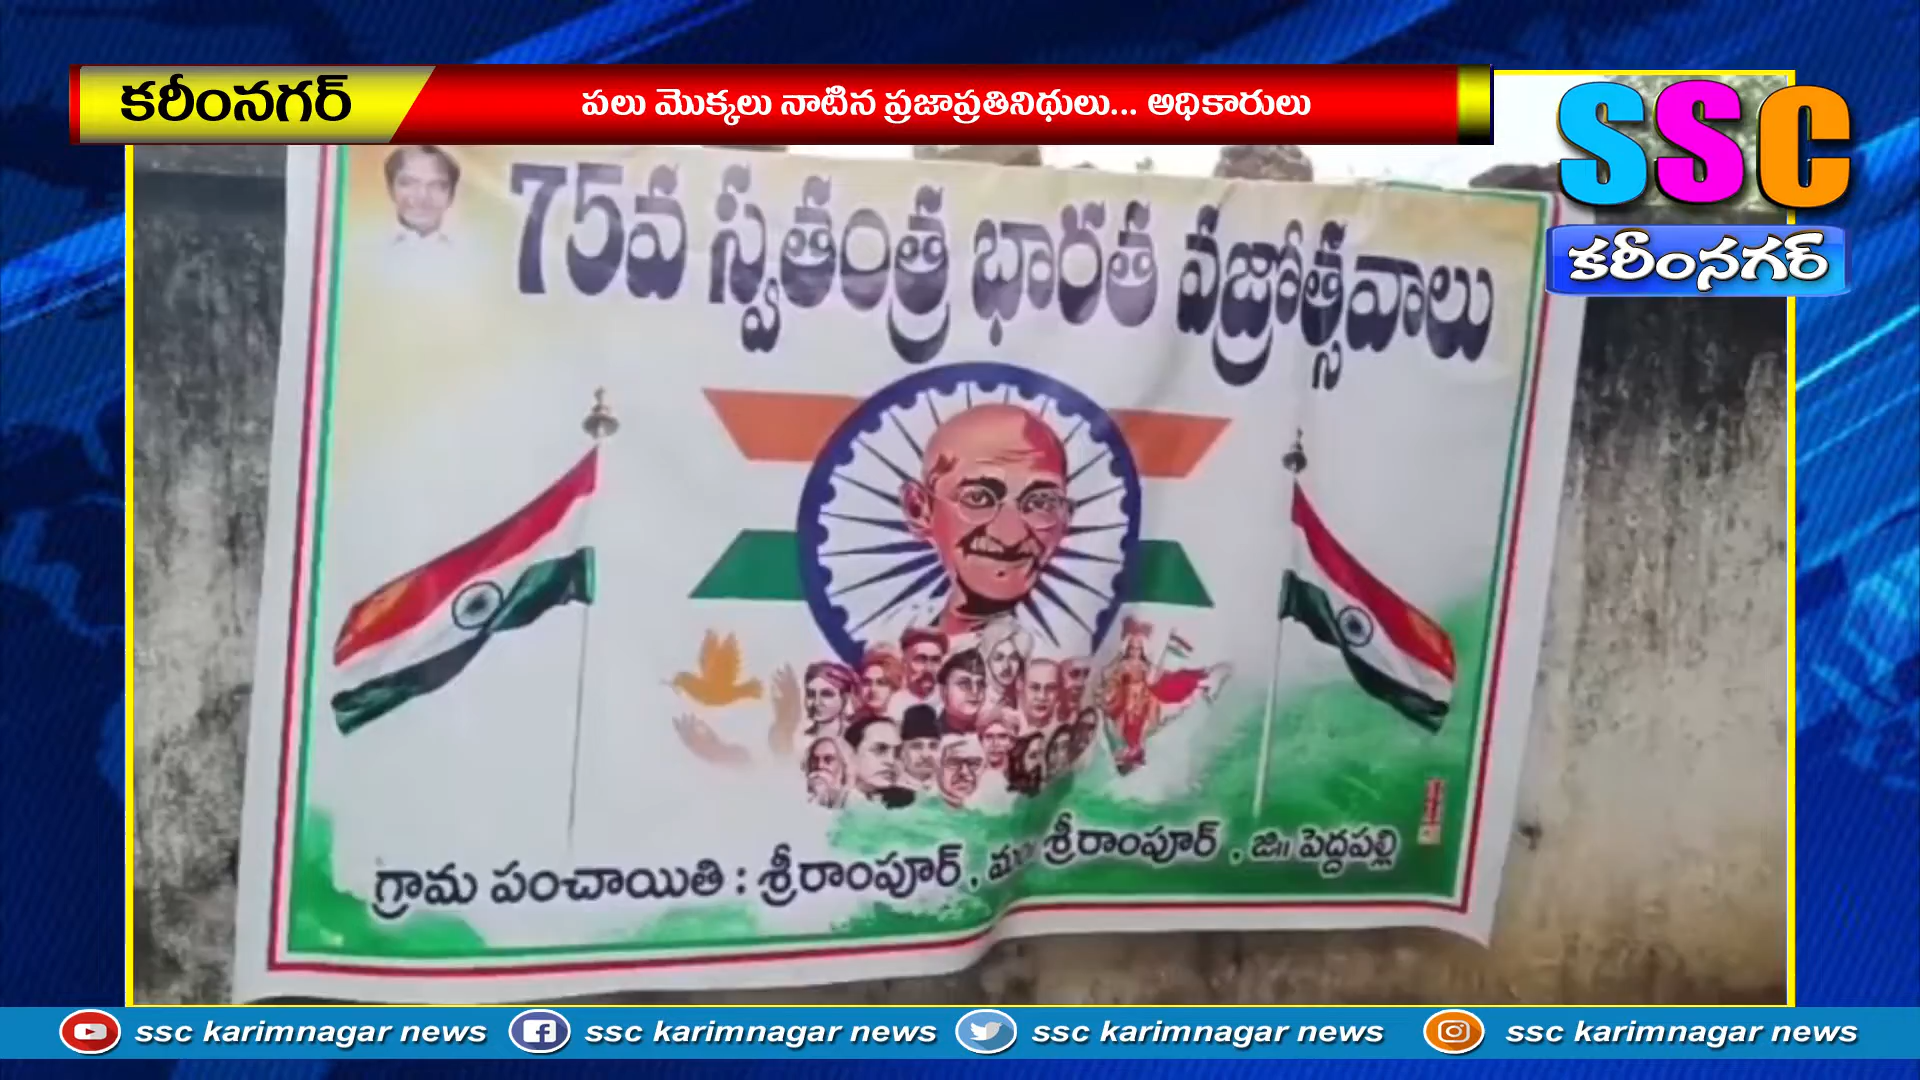 కరీంనగర్
పలు మొక్కలు నాటిన ప్రజాప్రతినిధులు... అధికారులు
SSC
కరీంనగర్
75వ స్వతంత్ర భారత వజ్రోత్సవాలు
గ్రామ పంచాయితి : శ్రీరాంపూర్, మం శ్రీరాంపూర్, జి॥ పెద్దపల్లి
ssc karimnagar news ssc karimnagar news ssc karimnagar news ssc karimnagar news